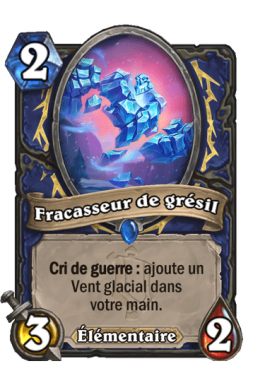 2
Fracasseur de grésil
Cri de guerre : ajoute un
Vent glacial dans
votre main.
3
Élémentaire
2